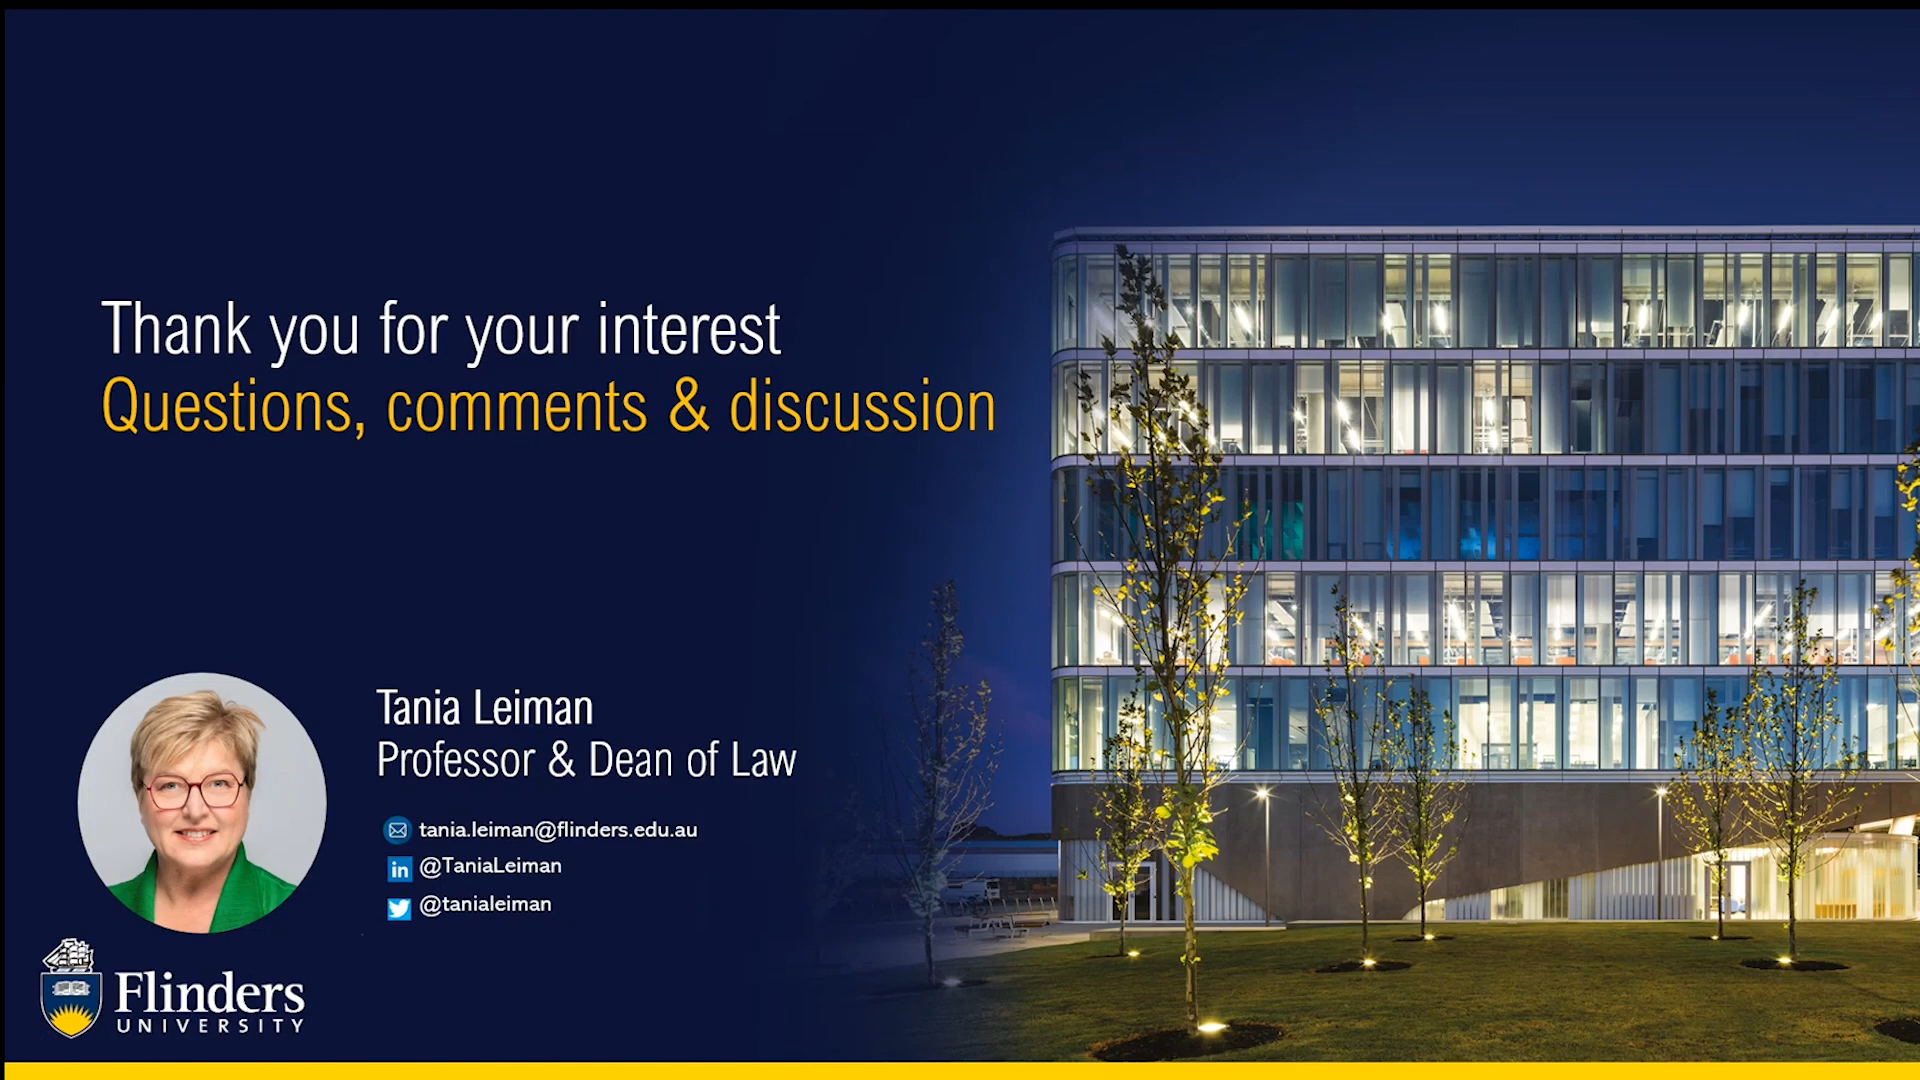 Thank you for your interest
Questions, comments & discussion
Tania Leiman
Professor & Dean of Law
tania.leiman@flinders.edu.au
in @TaniaLeiman
@tanialeiman
Flinders
UNIVERSITY